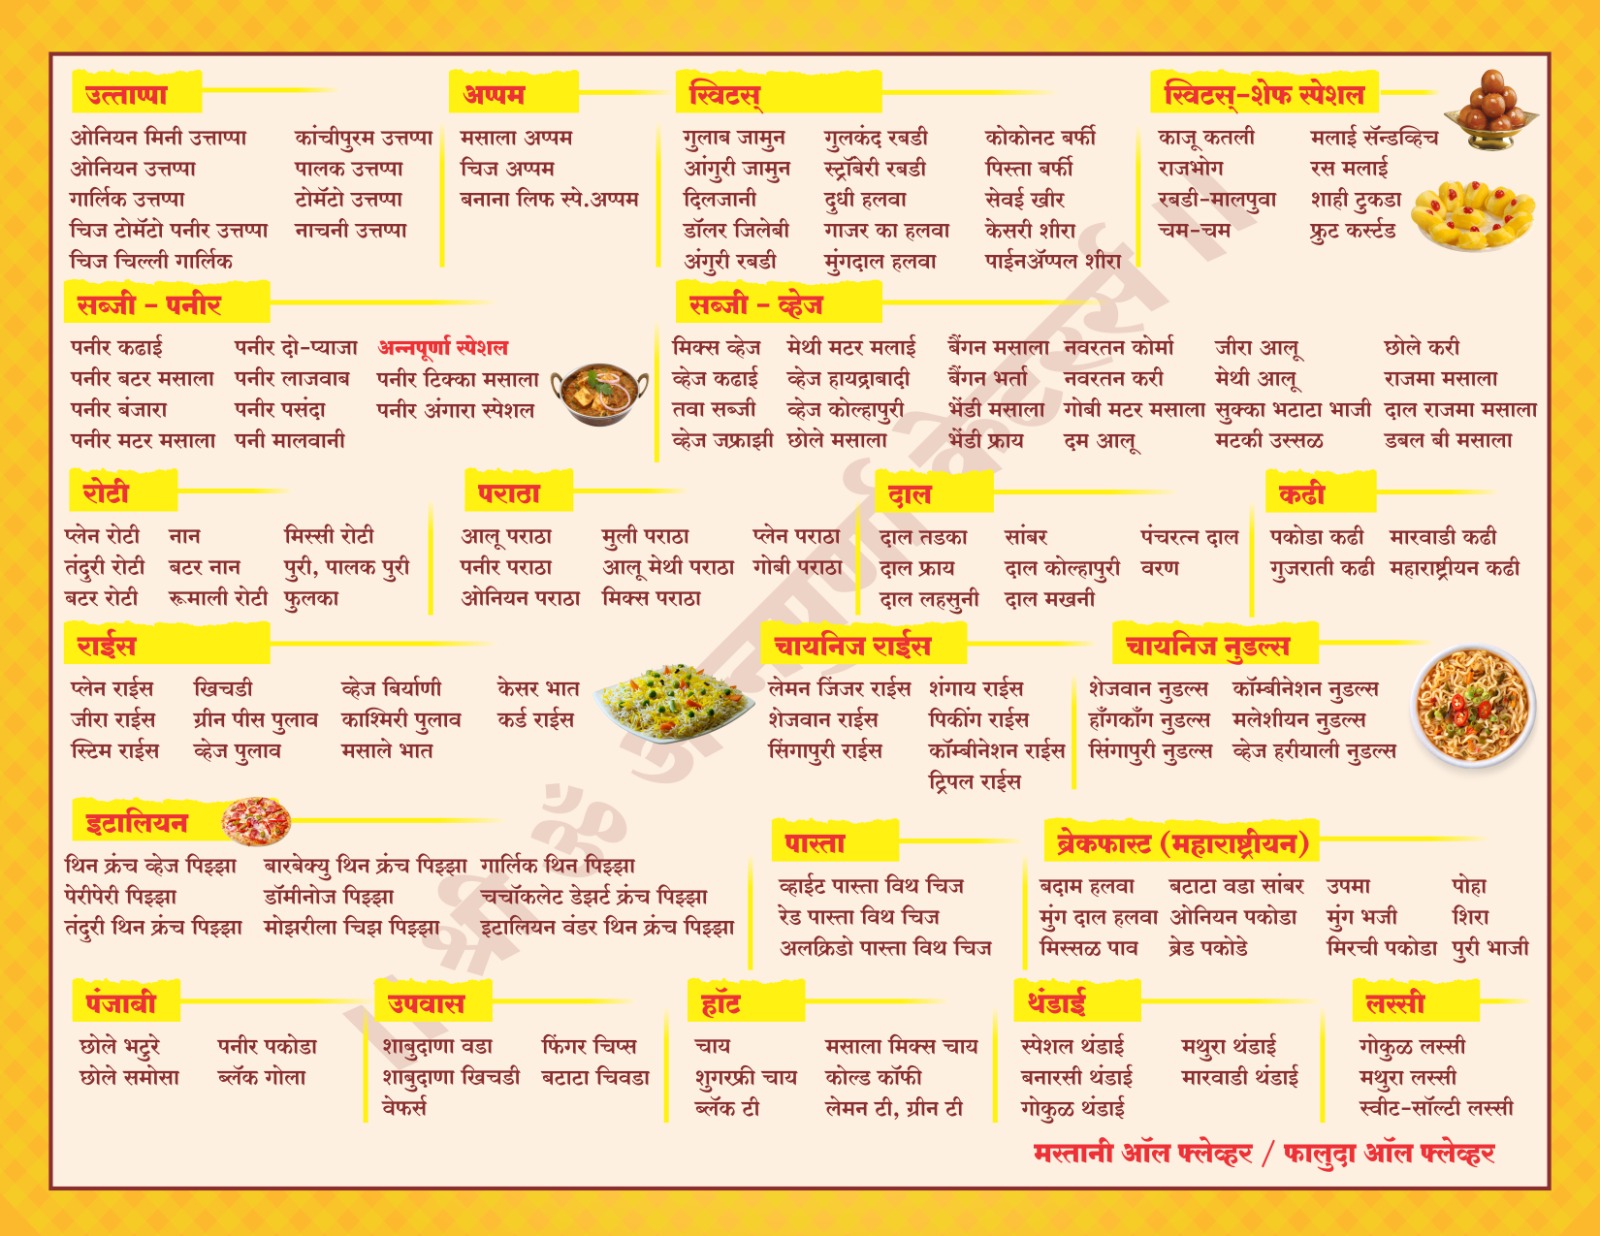 उत्ताप्पा
ओनियन मिनी उत्ताप्पा
ओनियन उत्तप्पा
गार्लिक उत्तप्पा
चिज टोमॅटो पनीर उत्तप्पा
चिज चिल्ली गार्लिक
कांचीपुरम उत्तप्पा
पालक उत्तप्पा
टोमॅटो उत्तप्पा
नाचनी उत्तप्पा
अप्पम
मसाला अप्पम
चिज अप्पम
बनाना लिफ स्पे.अप्पम
स्विटस्
गुलाब जामुन
आंगुरी जामुन
दिलजानी
डॉलर जिलेबी
अंगुरी रबडी
गुलकंद रबडी
स्ट्रॉबेरी रबडी
दुधी हलवा
गाजर का हलवा
मुंगदाल हलवा
कोकोनट बर्फी
पिस्ता बर्फी
सेवई खीर
केसरी शीरा
पाईनॲप्पल शीरा
स्विटस्-शेफ स्पेशल
काजू कतली
राजभोग
रबडी-मालपुवा
चम-चम
मलाई सॅन्डव्हिच
रस मलाई
शाही टुकडा
फ्रुट कर्स्टड
सब्जी - पनीर
पनीर कढाई
पनीर बटर मसाला
पनीर बंजारा
पनीर मटर मसाला
पनीर दो-प्याजा
पनीर लाजवाब
पनीर पसंदा
पनी मालवानी
अन्नपूर्णा स्पेशल
पनीर टिक्का मसाला
पनीर अंगारा स्पेशल
सब्जी - व्हेज
मिक्स व्हेज
व्हेज कढाई
तवा सब्जी
व्हेज जफ्राझी
मेथी मटर मलाई
व्हेज हायद्राबादी
व्हेज कोल्हापुरी
छोले मसाला
बैंगन मसाला
बैंगन भर्ता
भेंडी मसाला
भेंडी फ्राय
नवरतन कोर्मा
नवरतन करी
गोबी मटर मसाला
दम आलू
जीरा आलू
मेथी आलू
सुक्का भटाटा भाजी
मटकी उस्सळ
छोले करी
राजमा मसाला
दाल राजमा मसाला
डबल बी मसाला
रोटी
प्लेन रोटी
तंदुरी रोटी
बटर रोटी
नान
बटर नान
रूमाली रोटी
मिस्सी रोटी
पुरी, पालक पुरी
फुलका
पराठा
आलू पराठा
पनीर पराठा
ओनियन पराठा
मुली पराठा
आलू मेथी पराठा
मिक्स पराठा
प्लेन पराठा
गोबी पराठा
दाल
दाल तडका
दाल फ्राय
दाल लहसुनी
सांबर
दाल कोल्हापुरी
दाल मखनी
पंचरत्न दाल
वरण
कढी
पकोडा कढी
गुजराती कढी
मारवाडी कढी
महाराष्ट्रीयन कढी
राईस
प्लेन राईस
जीरा राईस
स्टिम राईस
खिचडी
ग्रीन पीस पुलाव
व्हेज पुलाव
व्हेज बिर्याणी
काश्मिरी पुलाव
मसाले भात
केसर भात
कर्ड राईस
चायनिज राईस
लेमन जिंजर राईस
शेजवान राईस
सिंगापुरी राईस
शंगाय राईस
पिकींग राईस
कॉम्बीनेशन राईस
ट्रिपल राईस
चायनिज नुडल्स
शेजवान नुडल्स
हाँगकाँग नुडल्स
सिंगापुरी नुडल्स
कॉम्बीनेशन नुडल्स
मलेशीयन नुडल्स
व्हेज हरीयाली नुडल्स
इटालियन
थिन क्रंच व्हेज पिझ्झा
पेरीपेरी पिझ्झा
तंदुरी थिन क्रंच पिझ्झा
बारबेक्यु थिन क्रंच पिझ्झा
डॉमीनोज पिझ्झा
मोझरीला चिझ पिझ्झा
गार्लिक थिन पिझ्झा
चचॉकलेट डेझर्ट क्रंच पिझ्झा
इटालियन वंडर थिन क्रंच पिझ्झा
पास्ता
व्हाईट पास्ता विथ चिज
रेड पास्ता विथ चिज
अलक्रिडो पास्ता विथ चिज
ब्रेकफास्ट (महाराष्ट्रीयन)
बदाम हलवा
मुंग दाल हलवा
मिस्सळ पाव
बटाटा वडा सांबर
ओनियन पकोडा
ब्रेड पकोडे
उपमा
मुंग भजी
मिरची पकोडा
पोहा
शिरा
पुरी भाजी
पंजाबी
छोले भटुरे
छोले समोसा
पनीर पकोडा
ब्लॅक गोला
उपवास
शाबुदाणा वडा
शाबुदाणा खिचडी
वेफर्स
फिंगर चिप्स
बटाटा चिवडा
हॉट
चाय
शुगरफ्री चाय
ब्लॅक टी
मसाला मिक्स चाय
कोल्ड कॉफी
लेमन टी, ग्रीन टी
थंडाई
स्पेशल थंडाई
बनारसी थंडाई
गोकुळ थंडाई
मथुरा थंडाई
मारवाडी थंडाई
लस्सी
गोकुळ लस्सी
मथुरा लस्सी
स्वीट-सॉल्टी लस्सी
मस्तानी ऑल फ्लेव्हर / फालुदा ऑल फ्लेव्हर
॥ श्री ॐ अन्नपूर्णा केटरर्स ॥